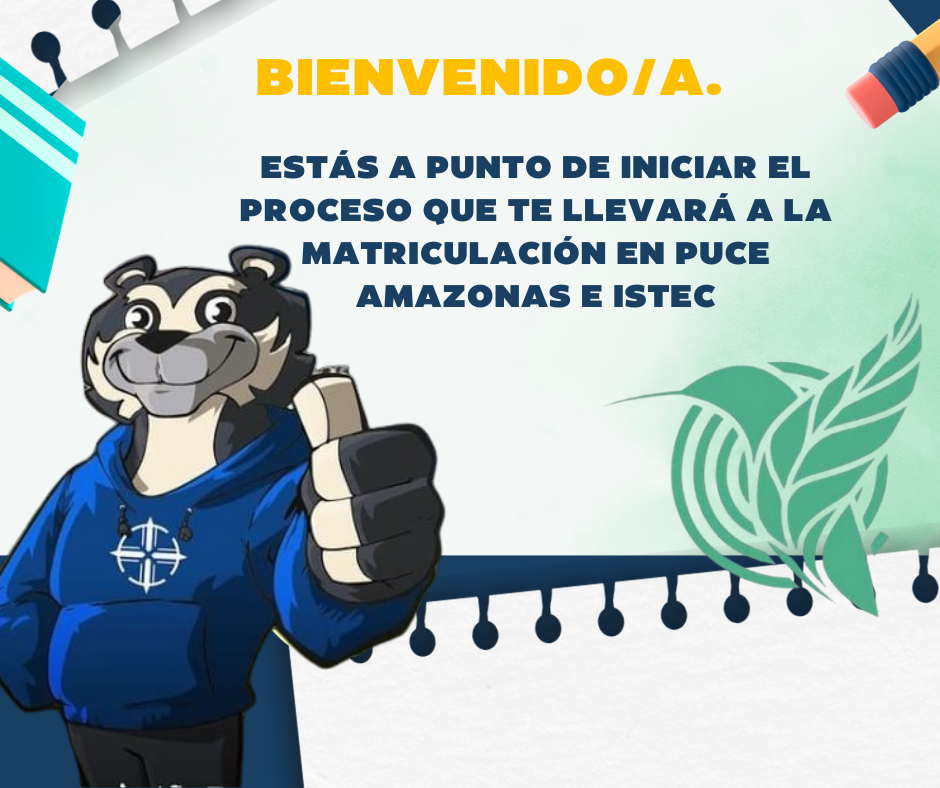 BIENVENIDO/A.
ESTÁS A PUNTO DE INICIAR EL
PROCESO QUE TE LLEVARÁ A LA
MATRICULACIÓN EN PUCE
AMAZONAS E ISTEC